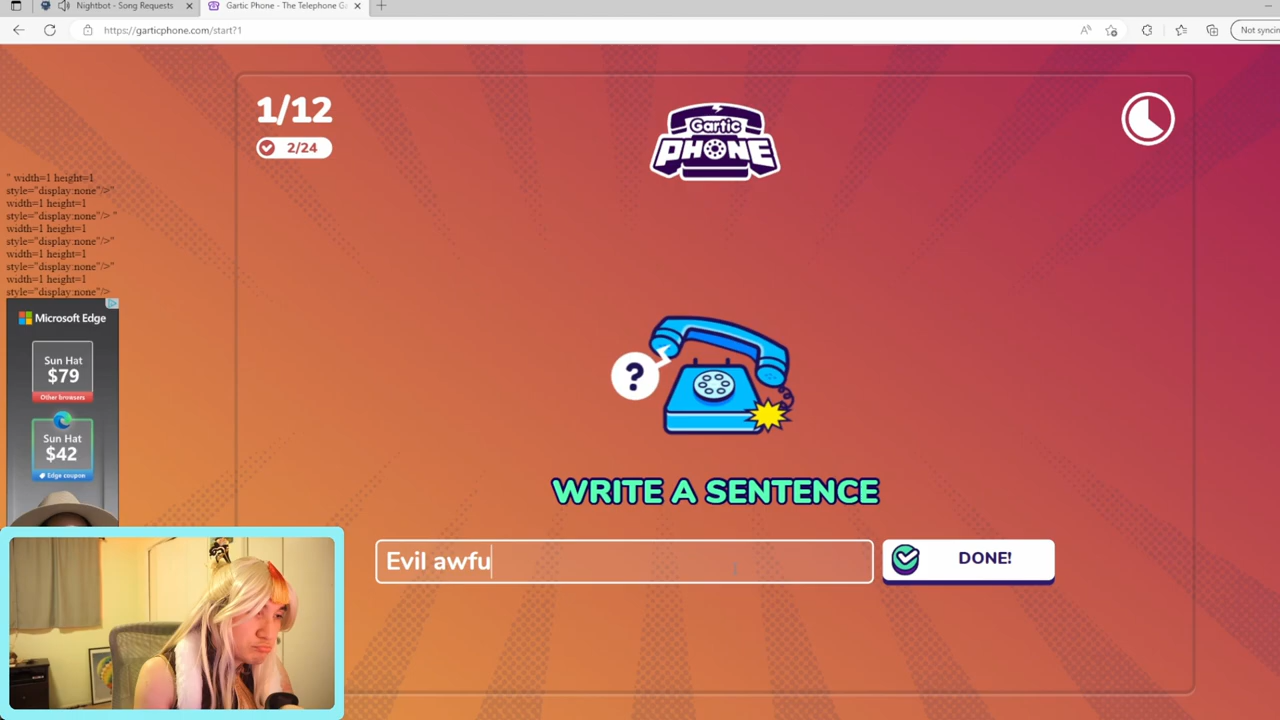 Nightbot - Song Requests
Gartic Phone - The Telephone Ga
https://garticphone.com/start?1
Not syncin
1/12
2/24
Gartic
PHONE
" width=1 height=1
style="display:none"/>"
width=1 height=1
style="display:none"/> "
width=1 height=1
style="display:none"/>"
width=1 height=1
style="display:none"/>"
width=1 height=1
style="display:none"/>
Microsoft Edge
Sun Hat
$79
Other browsers
Sun Hat
$42
Edge coupon
?
WRITE A SENTENCE
Evil awfu
DONE!